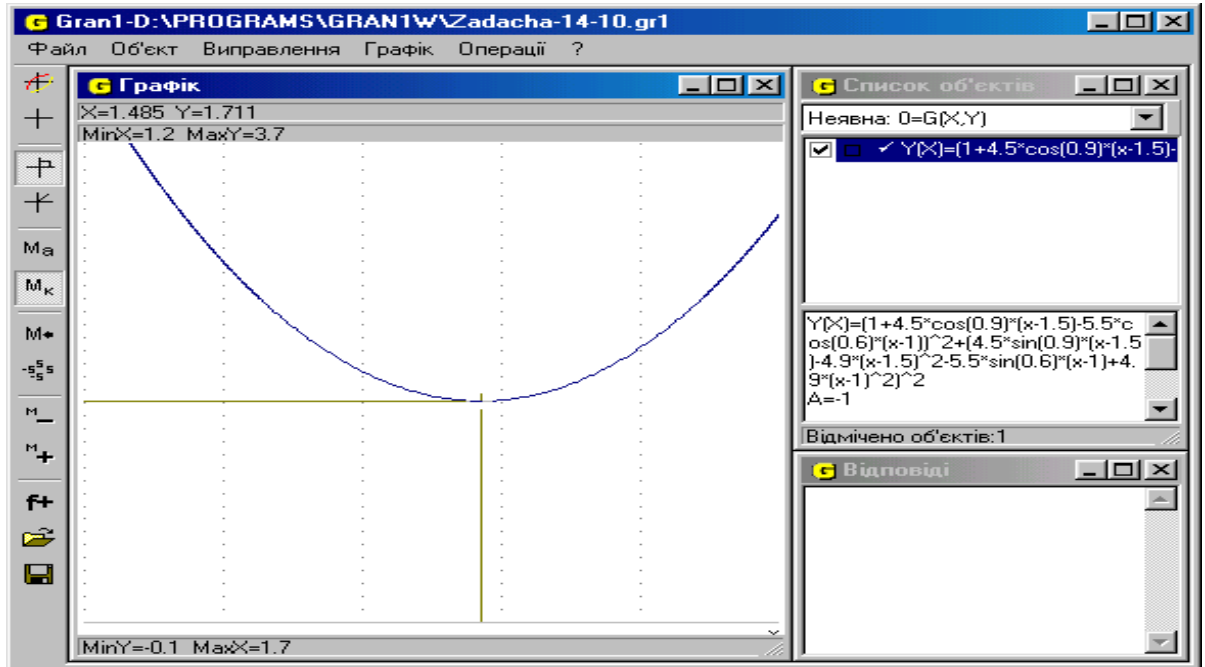 Gran1-D:\PROGRAMS\GRAN1W\Zadacha-14-10.gr1
Файл Об'єкт Виправлення Графік Операції ?
Графік
X=1.485 Y=1.711
MinX=1.2 MaxY=3.7
MinY=-0.1 MaxX=1.7
Ma
Mк
M
-s s s s
M
M
f+
Список об'єктів
Неявна: 0=G(X,Y)
Y(X)=(1+4.5*cos(0.9)*(x-1.5)-
Y(X)=(1+4.5*cos(0.9)*(x-1.5)-5.5*c
os(0.6)*(x-1))^2+(4.5*sin(0.9)*(x-1.5
)-4.9*(x-1.5)^2-5.5*sin(0.6)*(x-1)+4.
9*(x-1)^2)^2
A=-1
Відмічено об'єктів:1
Відповіді